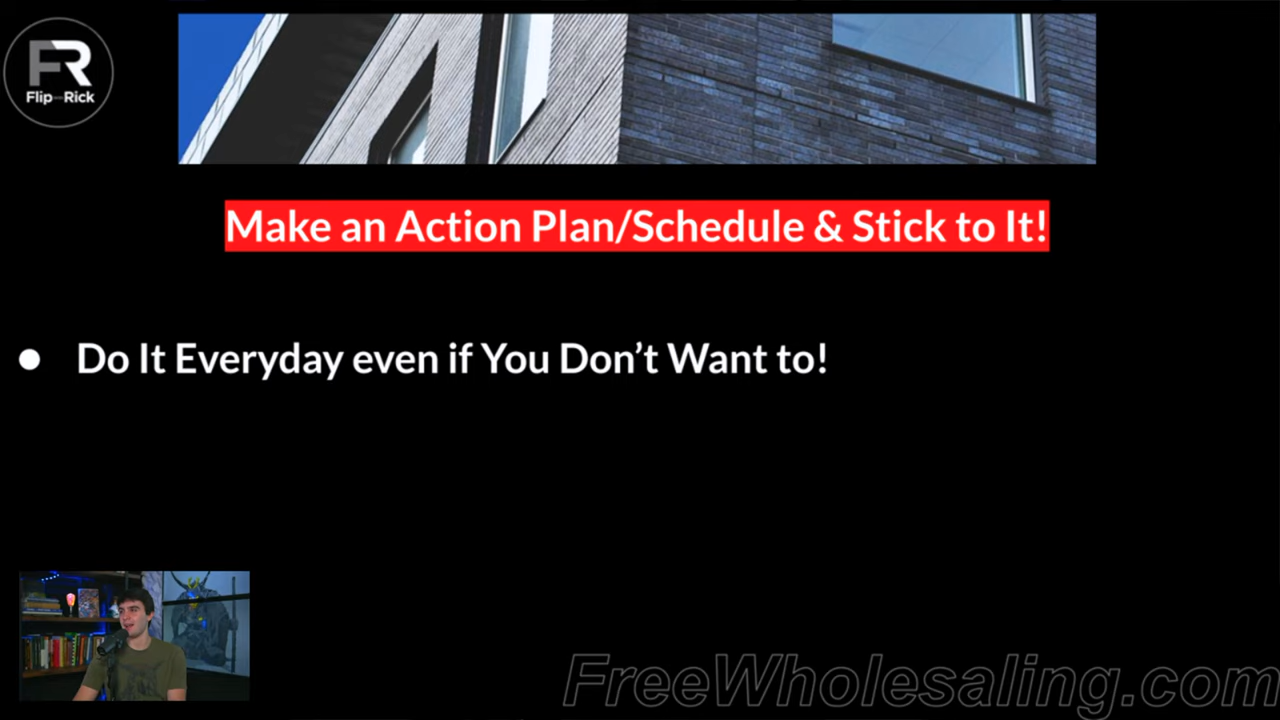 FR
Flip Rick
Make an Action Plan/Schedule & Stick to It!
● Do It Everyday even if You Don’t Want to!
FreeWholesaling.com